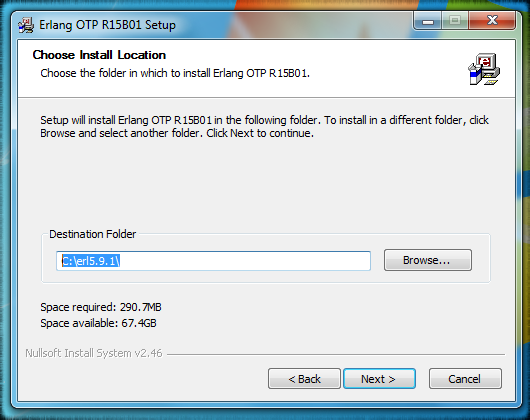 Erlang OTP R15B01 Setup
Choose Install Location
Choose the folder in which to install Erlang OTP R15B01.
Setup will install Erlang OTP R15B01 in the following folder. To install in a different folder, click
Browse and select another folder. Click Next to continue.
Destination Folder
C:\erl5.9.1\
Browse...
Space required: 290.7MB
Space available: 67.4GB
Nullsoft Install System v2.46
< Back
Next >
Cancel